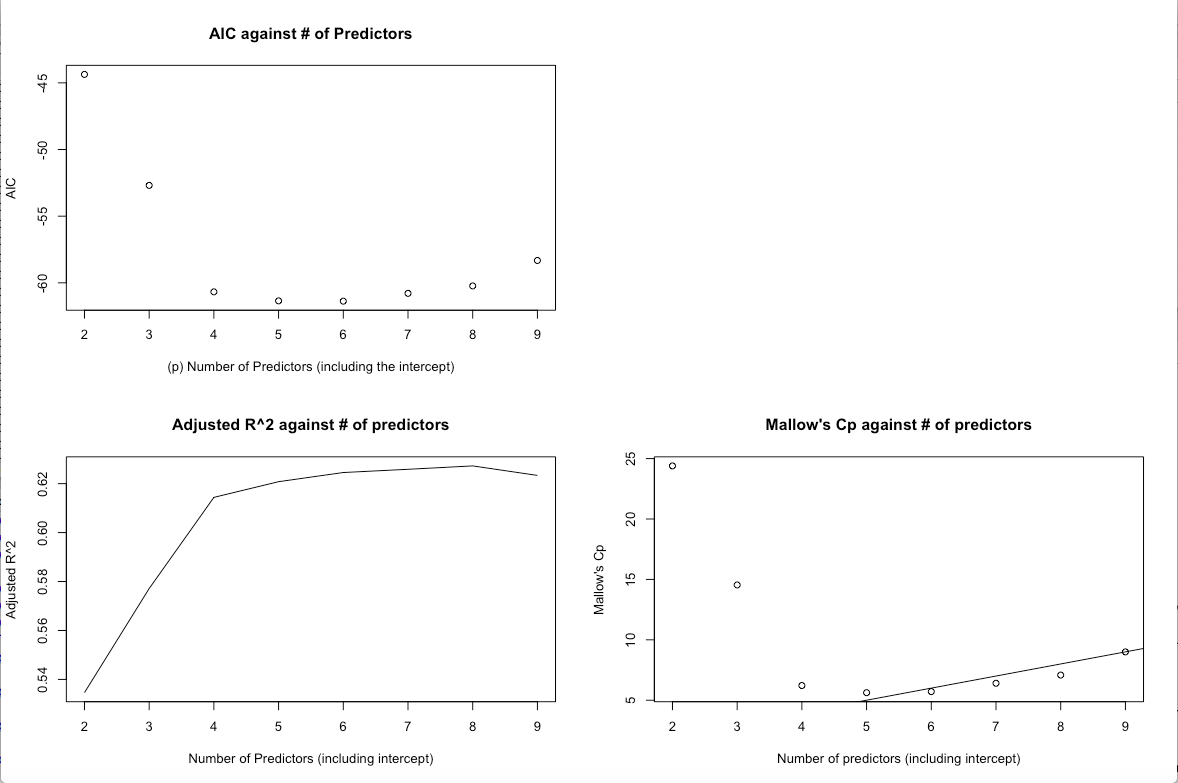 AIC against # of Predictors
-45
-50
-55
-60
AIC
2 3 4 5 6 7 8 9
(p) Number of Predictors (including the intercept)
Adjusted R^2 against # of predictors
0.62
0.60
0.58
0.56
0.54
Adjusted R^2
2 3 4 5 6 7 8 9
Number of Predictors (including intercept)
Mallow's Cp against # of predictors
25
20
15
10
5
Mallow's Cp
2 3 4 5 6 7 8 9
Number of predictors (including intercept)